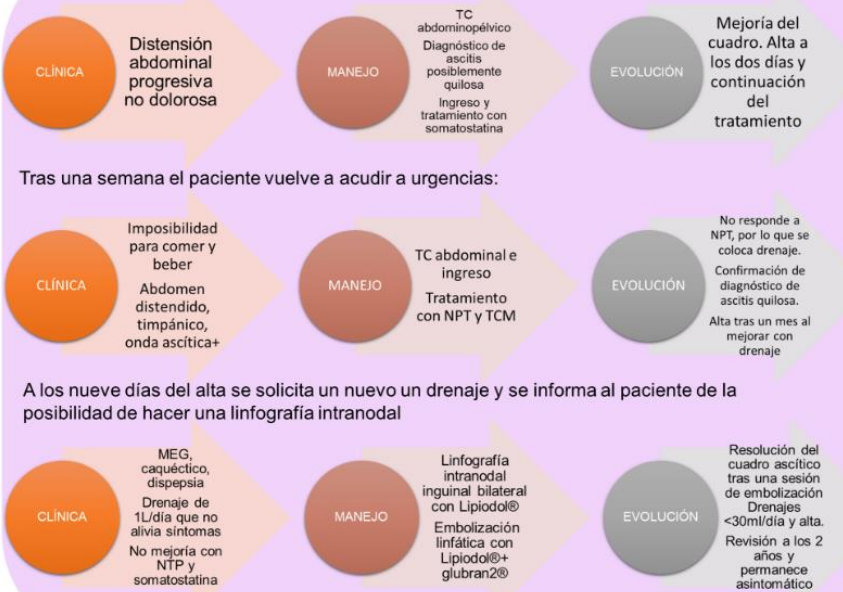 CLÍNICA
Distensión
abdominal
progresiva
no dolorosa
MANEJO
TC
abdominopélvico
Diagnóstico de
ascitis
posiblemente
quilosa
Ingreso y
tratamiento con
somatostatina
EVOLUCIÓN
Mejoría del
cuadro. Alta a
los dos días y
continuación
del
tratamiento
Tras una semana el paciente vuelve a acudir a urgencias:
CLÍNICA
Imposibilidad
para comer y
beber
Abdomen
distendido,
timpánico,
onda ascítica+
MANEJO
TC abdominal e
ingreso
Tratamiento
con NPT y TCM
EVOLUCIÓN
No responde a
NPT, por lo que se
coloca drenaje.
Confirmación de
diagnóstico de
ascitis quilosa.
Alta tras un mes al
mejorar con
drenaje
A los nueve días del alta se solicita un nuevo un drenaje y se informa al paciente de la
posibilidad de hacer una linfografía intranodal
CLÍNICA
MEG,
caquéctico,
dispepsia
Drenaje de
1L/día que no
alivia síntomas
No mejoría con
NTP y
somatostatina
MANEJO
Linfografía
intranodal
inguinal bilateral
con Lipiodol®
Embolización
linfática con
Lipiodol®+
glubran2®
EVOLUCIÓN
Resolución del
cuadro ascítico
tras una sesión
de embolización
Drenajes
<30ml/día y alta.
Revisión a los 2
años y
permanece
asintomático